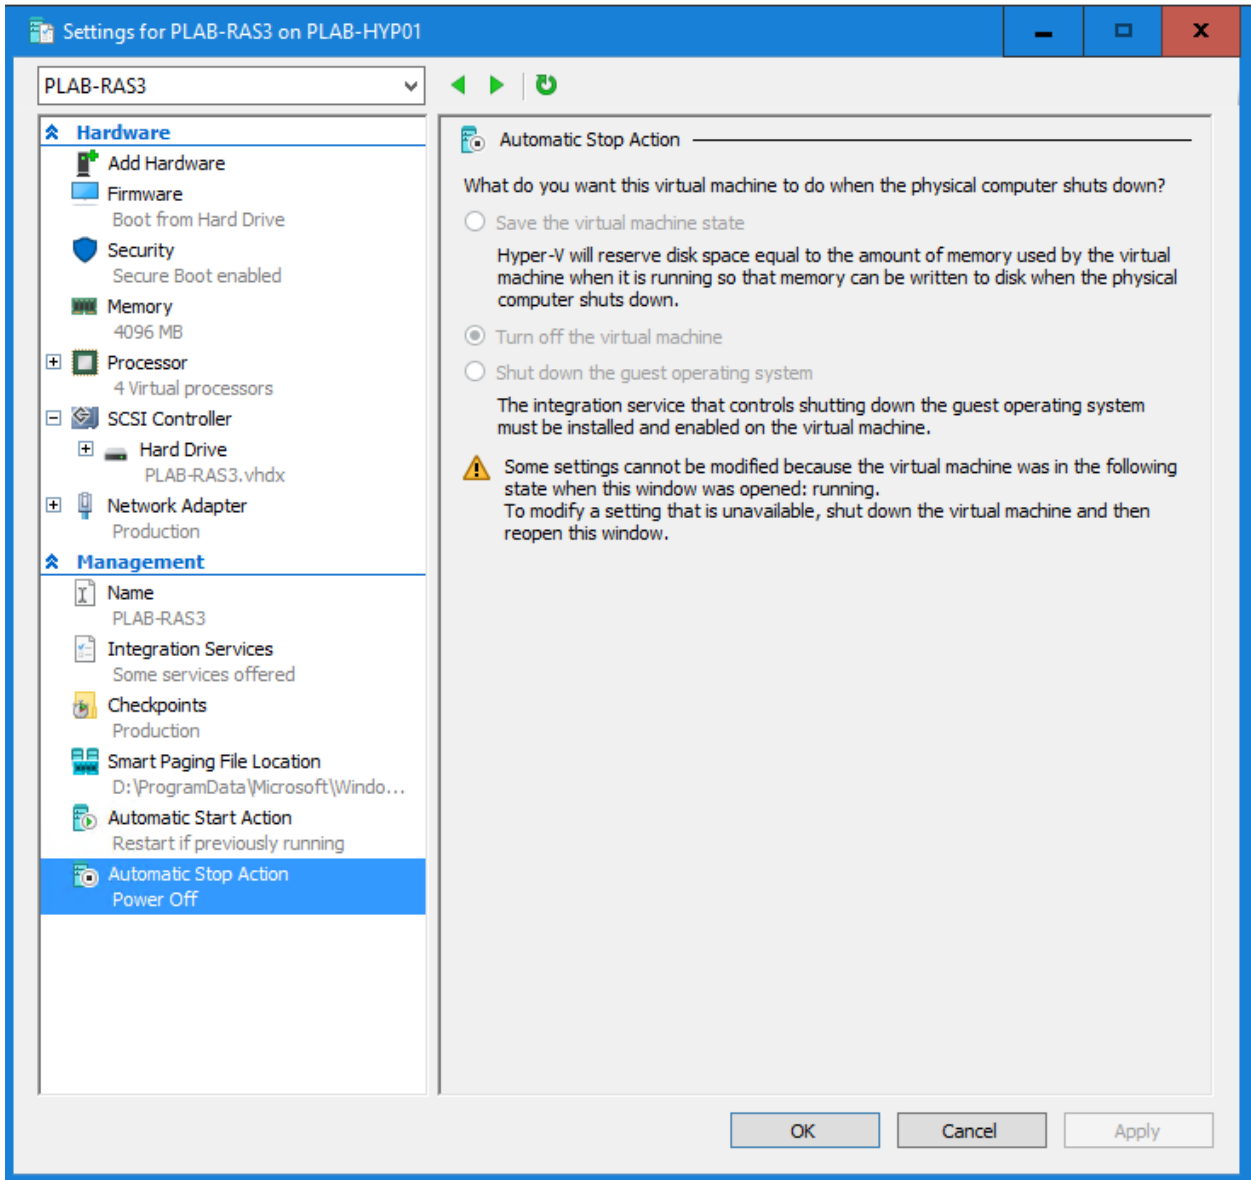 Settings for PLAB-RAS3 on PLAB-HYP01
PLAB-RAS3
Hardware
Add Hardware
Firmware
Boot from Hard Drive
Security
Secure Boot enabled
Memory
4096 MB
Processor
4 Virtual processors
SCSI Controller
Hard Drive
PLAB-RAS3.vhdx
Network Adapter
Production
Management
Name
PLAB-RAS3
Integration Services
Some services offered
Checkpoints
Production
Smart Paging File Location
D:\ProgramData\Microsoft\Windo...
Automatic Start Action
Restart if previously running
Automatic Stop Action
Power Off
Automatic Stop Action
What do you want this virtual machine to do when the physical computer shuts down?
Save the virtual machine state
Hyper-V will reserve disk space equal to the amount of memory used by the virtual
machine when it is running so that memory can be written to disk when the physical
computer shuts down.
Turn off the virtual machine
Shut down the guest operating system
The integration service that controls shutting down the guest operating system
must be installed and enabled on the virtual machine.
Some settings cannot be modified because the virtual machine was in the following
state when this window was opened: running.
To modify a setting that is unavailable, shut down the virtual machine and then
reopen this window.
OK
Cancel
Apply